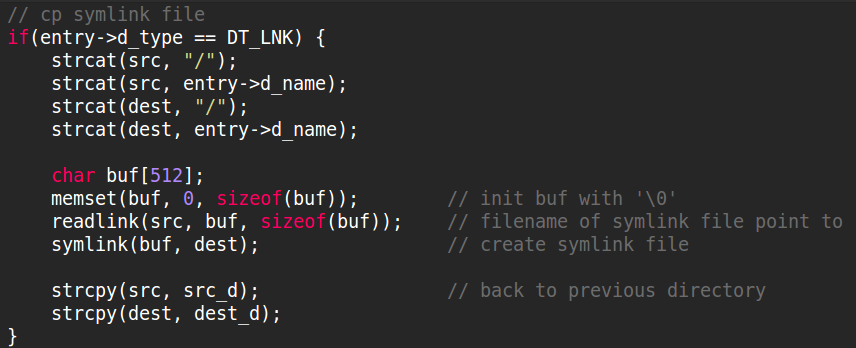 // cp symlink file
if(entry->d_type == DT_LNK) {
    strcat(src, "/");
    strcat(src, entry->d_name);
    strcat(dest, "/");
    strcat(dest, entry->d_name);

    char buf[512];
    memset(buf, 0, sizeof(buf));        // init buf with '\0'
    readlink(src, buf, sizeof(buf));    // filename of symlink file point to
    symlink(buf, dest);                 // create symlink file

    strcpy(src, src_d);                 // back to previous directory
    strcpy(dest, dest_d);
}